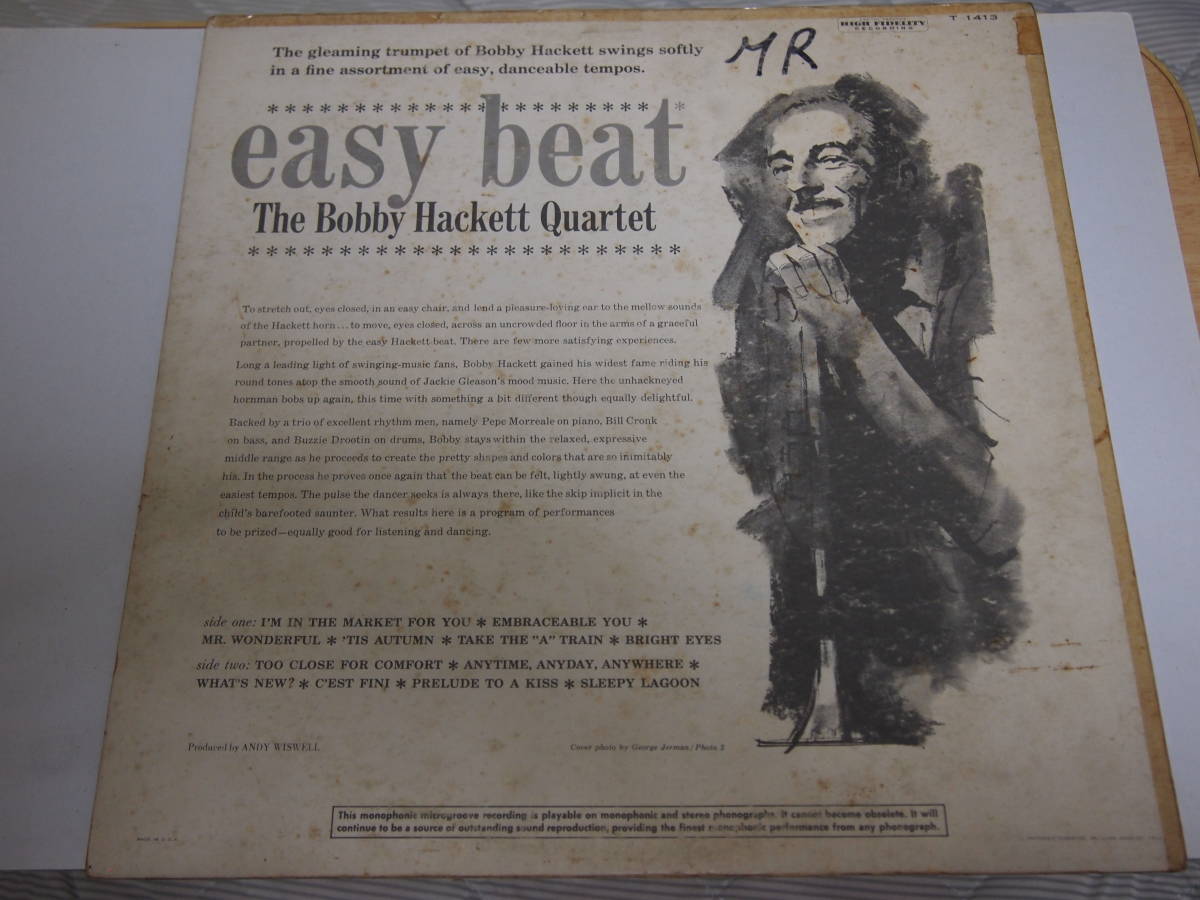 HIGH FIDELITY
RECORDING
T 1413
The gleaming trumpet of Bobby Hackett swings softly
in a fine assortment of easy, danceable tempos.
MR
* * * * * * * * * * * * * * * * * * * * * *
easy beat
The Bobby Hackett Quartet
* * * * * * * * * * * * * * * * * * * * * * * *
To stretch out, eyes closed, in an easy chair, and lend a pleasure-loving ear to the mellow sounds
of the Hackett horn...to move, eyes closed, across an uncrowded floor in the arms of a graceful
partner, propelled by the easy Hackett beat. There are few more satisfying experiences.
Long a leading light of swinging-music fans, Bobby Hackett gained his widest fame riding his
round tones atop the smooth sound of Jackie Gleason's mood music. Here the unhackneyed
hornman bobs up again, this time with something a bit different though equally delightful.
Backed by a trio of excellent rhythm men, namely Pepe Morreale on piano, Bill Cronk
on bass, and Buzzie Drootin on drums, Bobby stays within the relaxed, expressive
middle range as he proceeds to create the pretty shapes and colors that are so inimitably
his. In the process he proves once again that the beat can be felt, lightly swung, at even the
easiest tempos. The pulse the dancer seeks is always there, like the skip implicit in the
child's barefooted saunter. What results here is a program of performances
to be prized—equally good for listening and dancing.
side one: I'M IN THE MARKET FOR YOU * EMBRACEABLE YOU *
MR. WONDERFUL * 'TIS AUTUMN * TAKE THE "A" TRAIN * BRIGHT EYES
side two: TOO CLOSE FOR COMFORT * ANYTIME, ANYDAY, ANYWHERE *
WHAT'S NEW? * C'EST FINI * PRELUDE TO A KISS * SLEEPY LAGOON
Produced by ANDY WISWELL
Cover photo by George Jerman/Photo 2
This monophonic microgroove recording is playable on monophonic and stereo phonographs. It cannot become obsolete. It will
continue to be a source of outstanding sound reproduction, providing the finest monophonic performance from any phonograph.
MADE IN U.S.A.